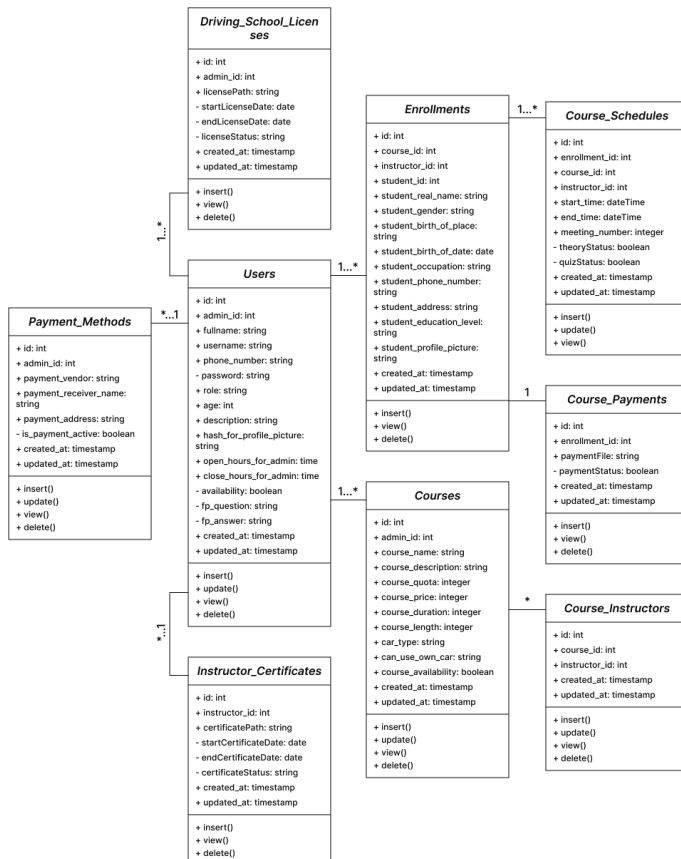 Driving_School_Licen
ses
+ id: int
+ admin_id: int
+ licensePath: string
- startLicenseDate: date
- endLicenseDate: date
- licenseStatus: string
+ created_at: timestamp
+ updated_at: timestamp
+ insert()
+ view()
+ delete()
1...*
Users
+ id: int
+ admin_id: int
+ fullname: string
+ username: string
+ phone_number: string
- password: string
+ role: string
+ age: int
+ description: string
+ hash_for_profile_picture:
string
+ open_hours_for_admin: time
+ close_hours_for_admin: time
- availability: boolean
- fp_question: string
- fp_answer: string
+ created_at: timestamp
+ updated_at: timestamp
+ insert()
+ update()
+ view()
+ delete()
*...1
Payment_Methods
+ id: int
+ admin_id: int
+ payment_vendor: string
+ payment_receiver_name:
string
+ payment_address: string
- is_payment_active: boolean
+ created_at: timestamp
+ updated_at: timestamp
+ insert()
+ update()
+ view()
+ delete()
*...1
Instructor_Certificates
+ id: int
+ instructor_id: int
+ certificatePath: string
- startCertificateDate: date
- endCertificateDate: date
- certificateStatus: string
+ created_at: timestamp
+ updated_at: timestamp
+ insert()
+ view()
+ delete()
1...*
Enrollments
+ id: int
+ course_id: int
+ instructor_id: int
+ student_id: int
+ student_real_name: string
+ student_gender: string
+ student_birth_of_place:
string
+ student_birth_of_date: date
+ student_occupation: string
+ student_phone_number:
string
+ student_address: string
+ student_education_level:
string
+ student_profile_picture:
string
+ created_at: timestamp
+ updated_at: timestamp
+ insert()
+ view()
+ delete()
1...*
Courses
+ id: int
+ admin_id: int
+ course_name: string
+ course_description: string
+ course_quota: integer
+ course_price: integer
+ course_duration: integer
+ course_length: integer
+ car_type: string
+ can_use_own_car: string
+ course_availability: boolean
+ created_at: timestamp
+ updated_at: timestamp
+ insert()
+ update()
+ view()
+ delete()
1...*
Course_Schedules
+ id: int
+ enrollment_id: int
+ course_id: int
+ instructor_id: int
+ start_time: dateTime
+ end_time: dateTime
+ meeting_number: integer
- theoryStatus: boolean
- quizStatus: boolean
+ created_at: timestamp
+ updated_at: timestamp
+ insert()
+ update()
+ view()
1
Course_Payments
+ id: int
+ enrollment_id: int
+ paymentFile: string
- paymentStatus: boolean
+ created_at: timestamp
+ updated_at: timestamp
+ insert()
+ view()
+ delete()
*
Course_Instructors
+ id: int
+ course_id: int
+ instructor_id: int
+ created_at: timestamp
+ updated_at: timestamp
+ insert()
+ update()
+ view()
+ delete()